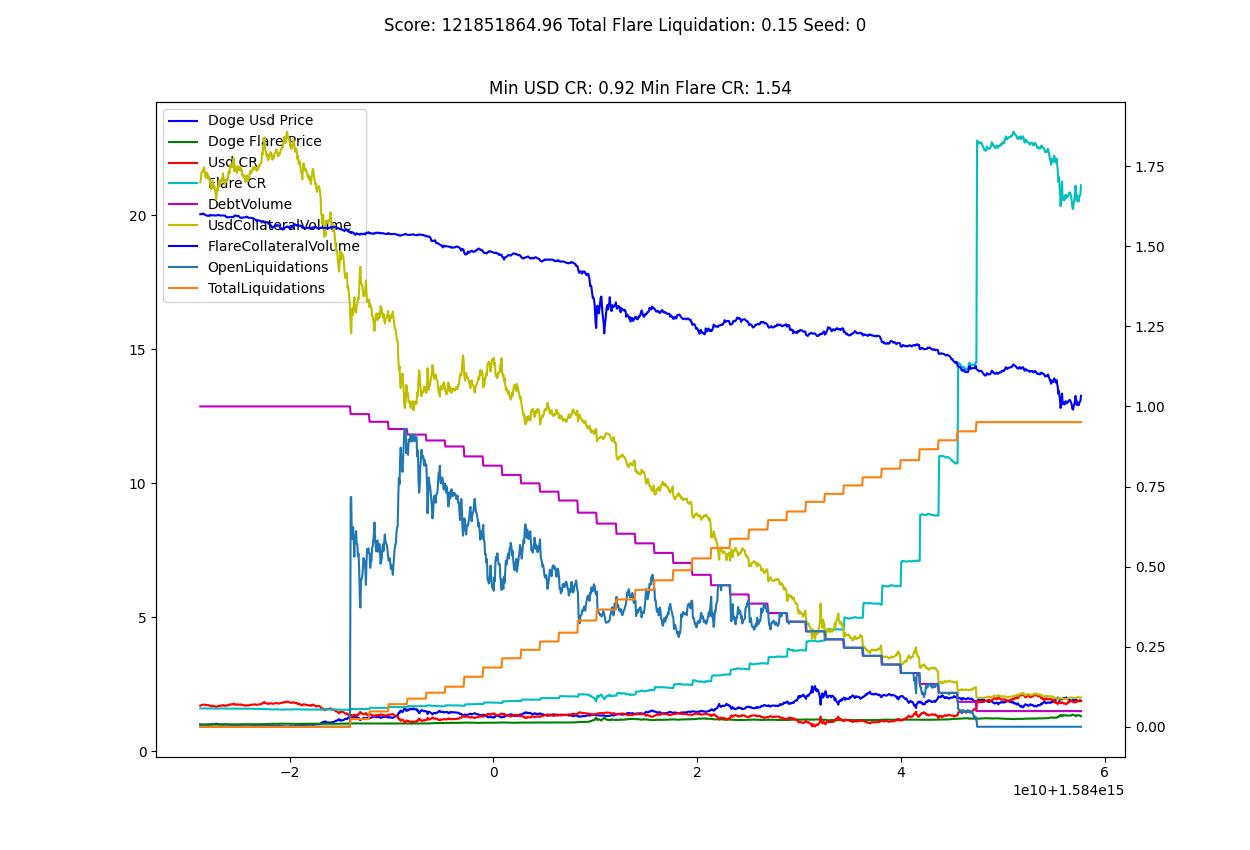 Score: 121851864.96 Total Flare Liquidation: 0.15 Seed: 0
Min USD CR: 0.92 Min Flare CR: 1.54
Doge Usd Price
Doge Flare Price
Usd CR
Flare CR
DebtVolume
UsdCollateralVolume
FlareCollateralVolume
OpenLiquidations
TotalLiquidations
20
15
10
5
0
1.75
1.50
1.25
1.00
0.75
0.50
0.25
0.00
−2 0 2 4 6
1e10+1.584e15